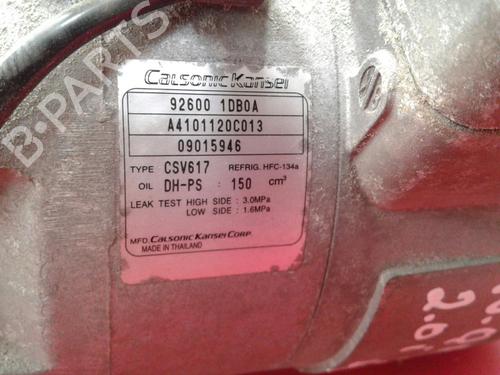 B-PARTS
Calsonic Kansei
92600 1DB0A
A4101120C013
09015946
TYPE CSV617 REFRIG. HFC-134a
OIL DH-PS : 150 cm³
LEAK TEST HIGH SIDE : 3.0MPa
LOW SIDE : 1.6MPa
MFD. Calsonic Kansei CORP.
MADE IN THAILAND